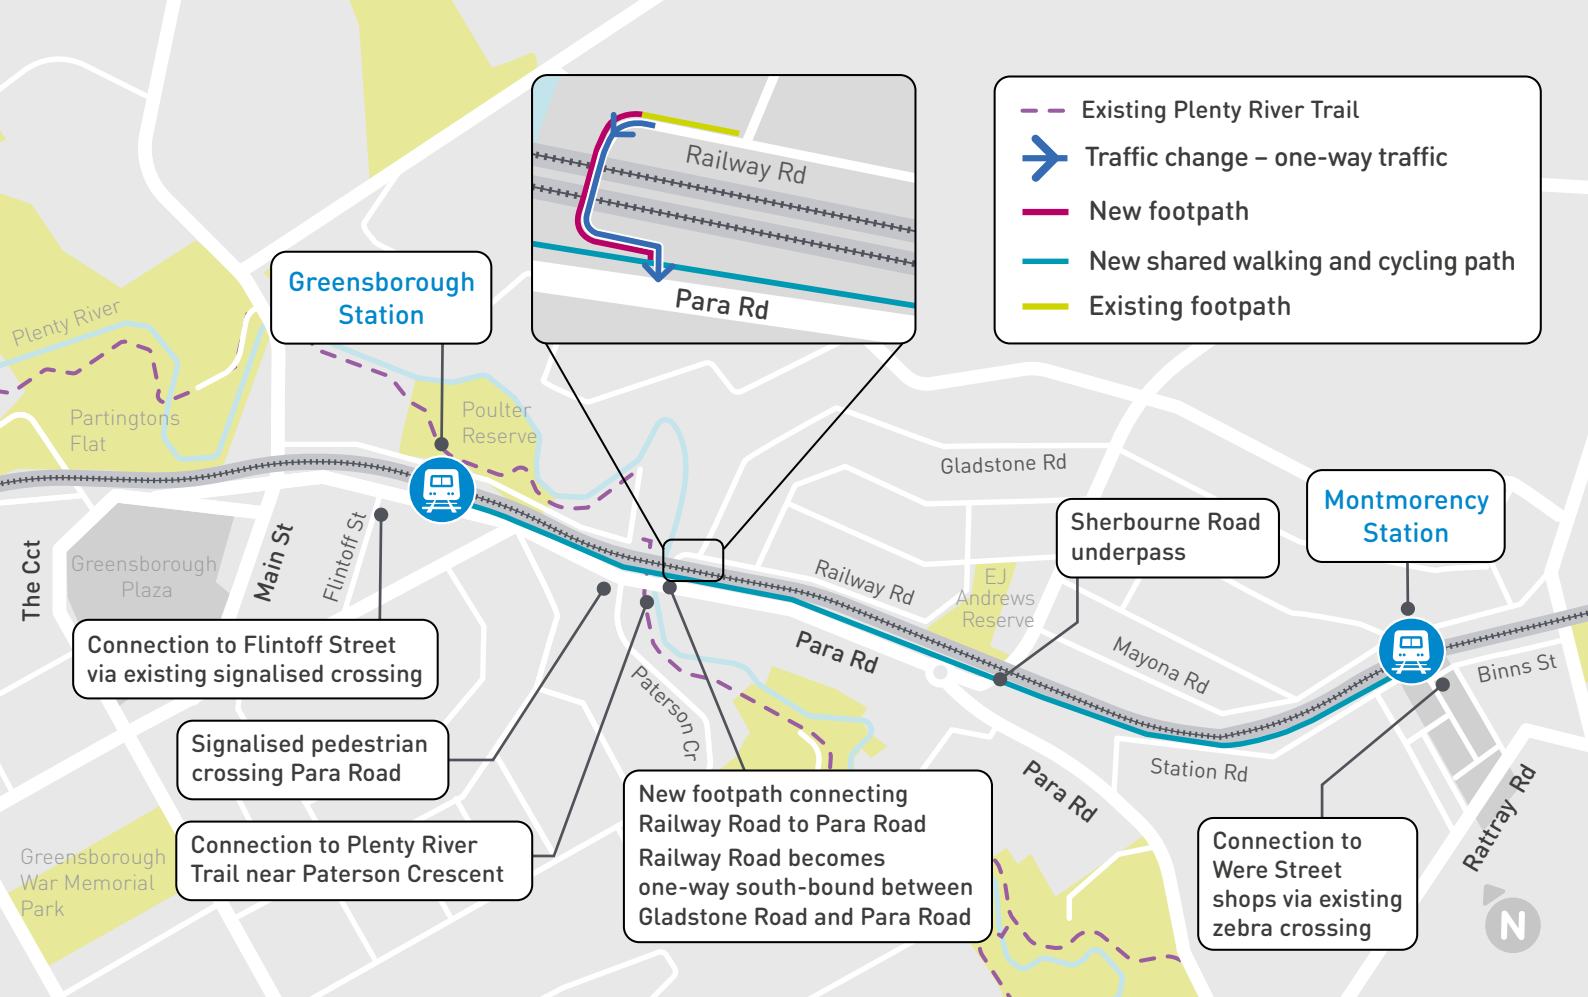 Existing Plenty River Trail
Traffic change – one-way traffic
New footpath
New shared walking and cycling path
Existing footpath
Railway Rd
Para Rd
Greensborough
Station
Plenty River
Partingtons
Flat
Poulter
Reserve
Gladstone Rd
Montmorency
Station
Sherbourne Road
underpass
The Cct
Greensborough
Plaza
Main St
Flintoff St
Railway Rd
EJ
Andrews
Reserve
Para Rd
Mayona Rd
Binns St
Connection to Flintoff Street
via existing signalised crossing
Paterson Cr
Signalised pedestrian
crossing Para Road
Station Rd
Para Rd
Rattray Rd
New footpath connecting
Railway Road to Para Road
Railway Road becomes
one-way south-bound between
Gladstone Road and Para Road
Connection to Plenty River
Trail near Paterson Crescent
Greensborough
War Memorial
Park
Connection to
Were Street
shops via existing
zebra crossing
N